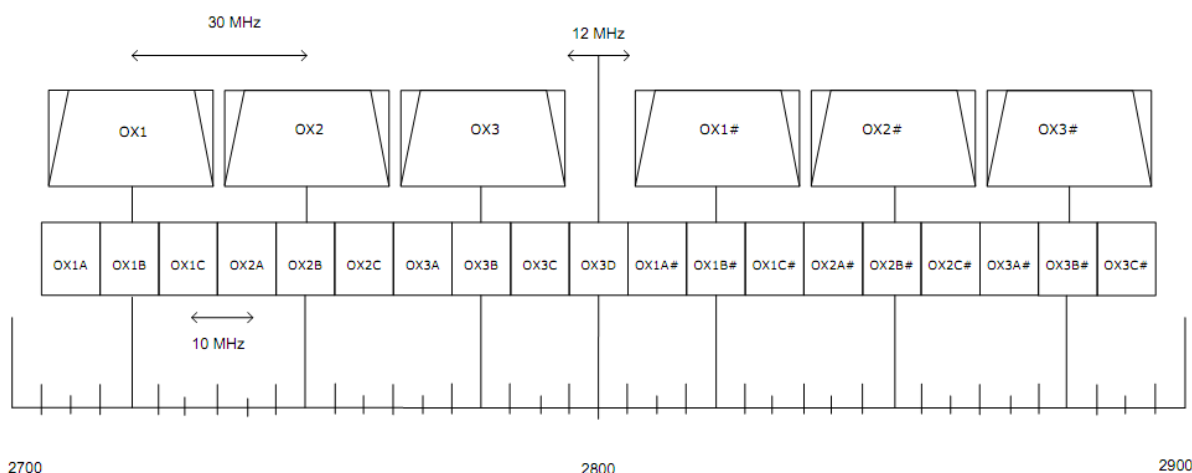 30 MHz
12 MHz
OX1 OX2 OX3 OX1# OX2# OX3#
OX1A OX1B OX1C OX2A OX2B OX2C OX3A OX3B OX3C OX3D OX1A# OX1B# OX1C# OX2A# OX2B# OX2C# OX3A# OX3B# OX3C#
10 MHz
2700 2800 2900